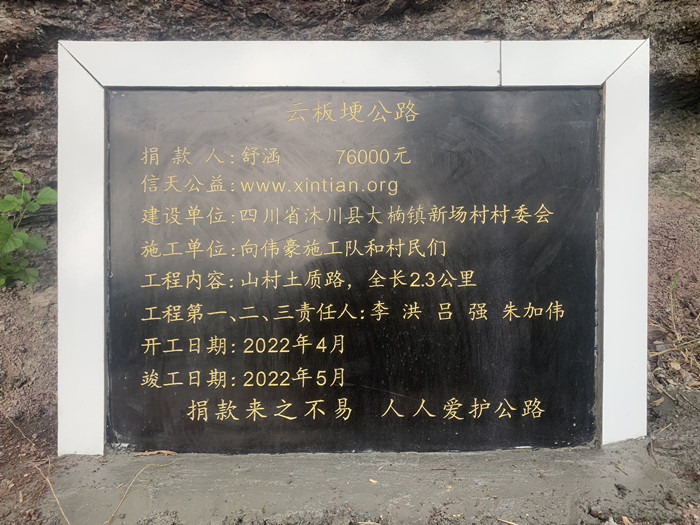 云板埂公路
捐款人:舒涵 76000元
信天公益:www.xintian.org
建设单位:四川省沐川县大楠镇新场村村委会
施工单位:向伟豪施工队和村民们
工程内容:山村土质路，全长2.3公里
工程第一、二、三责任人:李洪 吕强 朱加伟
开工日期:2022年4月
竣工日期:2022年5月
捐款来之不易 人人爱护公路